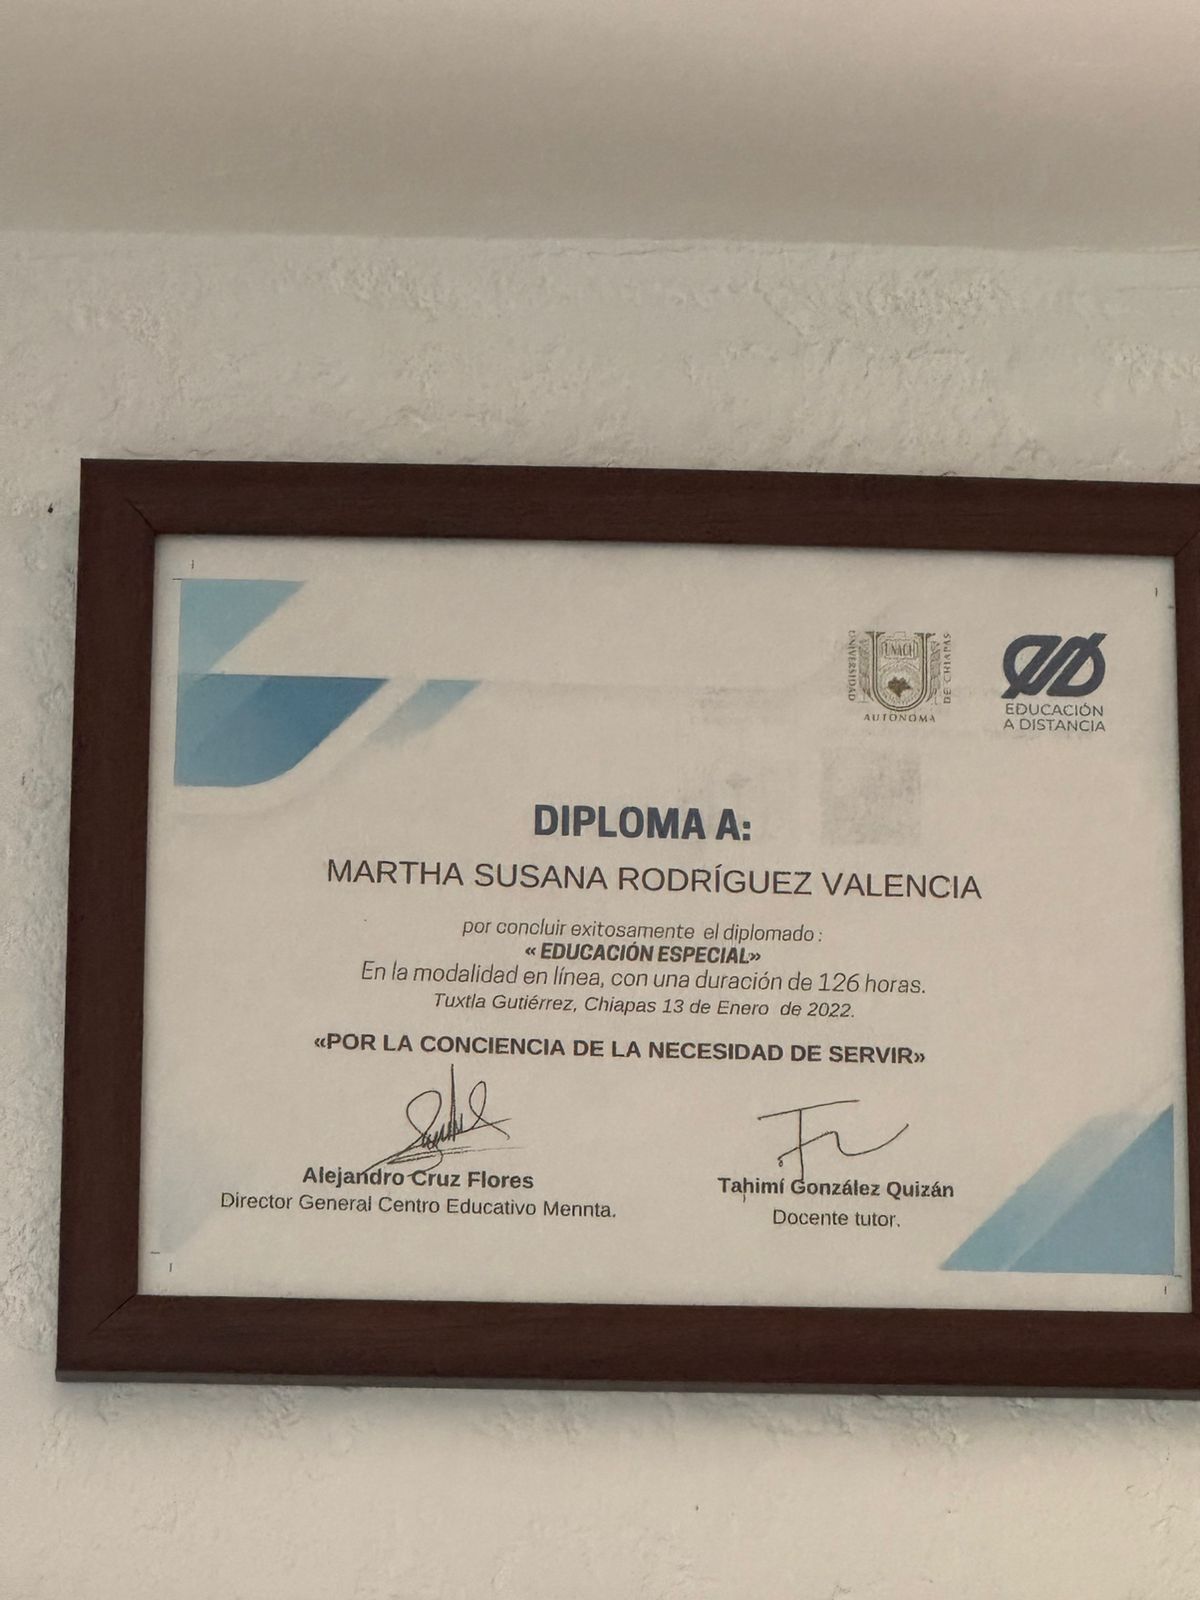 UNIVERSIDAD
UNACH
DE CHIAPAS
AUTONOMA
EDUCACIÓN
A DISTANCIA
DIPLOMA A:
MARTHA SUSANA RODRÍGUEZ VALENCIA
por concluir exitosamente el diplomado:
« EDUCACIÓN ESPECIAL»
En la modalidad en línea, con una duración de 126 horas.
Tuxtla Gutiérrez, Chiapas 13 de Enero de 2022.
«POR LA CONCIENCIA DE LA NECESIDAD DE SERVIR»
Alejandro Cruz Flores
Director General Centro Educativo Mennta.
Tahimí González Quizán
Docente tutor.